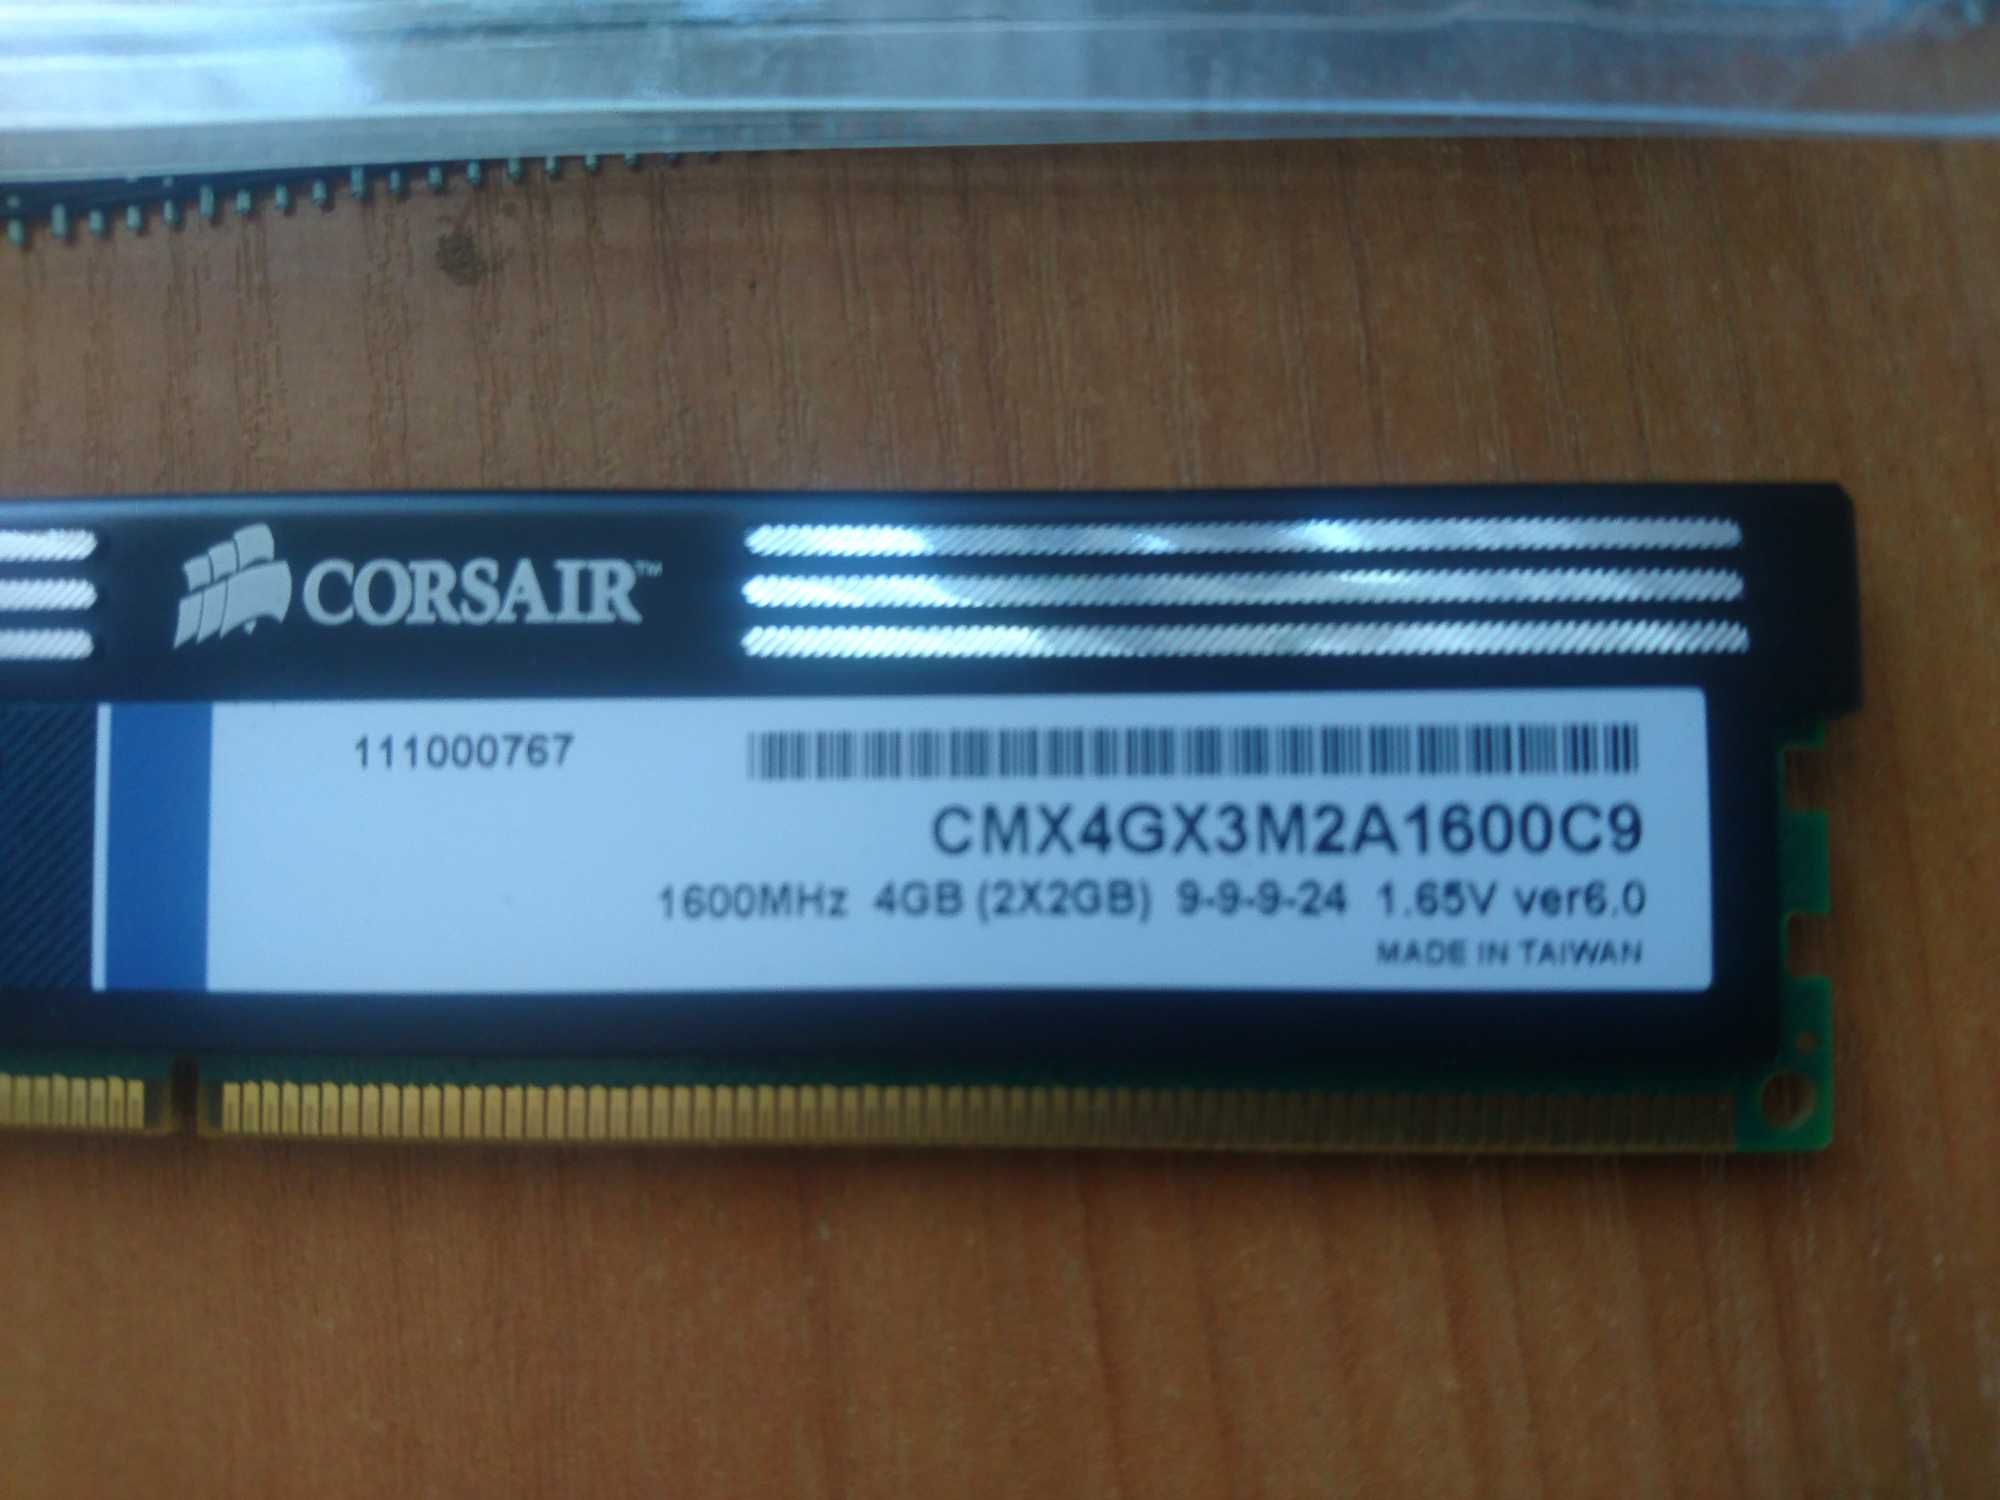 CORSAIR™
111000767
CMX4GX3M2A1600C9
1600MHz 4GB (2X2GB) 9-9-9-24 1.65V ver6.0
MADE IN TAIWAN